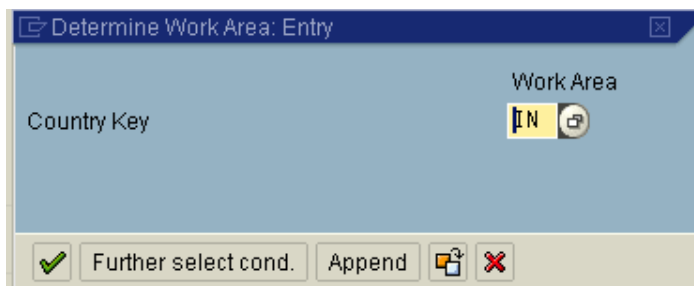 Determine Work Area: Entry
Work Area
Country Key IN
Further select cond. Append